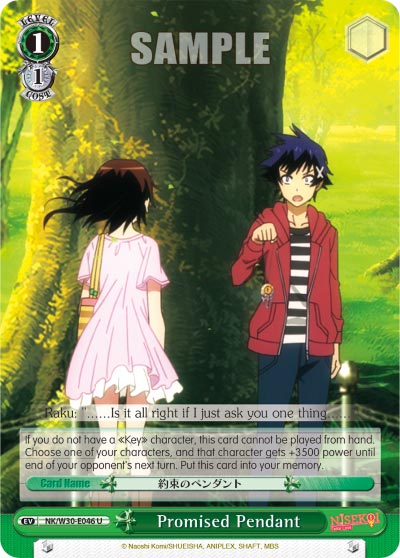 LEVEL
1
1
COST
SAMPLE
Raku: "……Is it all right if I just ask you one thing……
If you do not have a «Key» character, this card cannot be played from hand.
Choose one of your characters, and that character gets +3500 power until
end of your opponent's next turn. Put this card into your memory.
Card Name 約束のペンダント
EV NK/W30-E046 U Promised Pendant NISEKOI
© Naoshi Komi/SHUEISHA, ANIPLEX, SHAFT, MBS